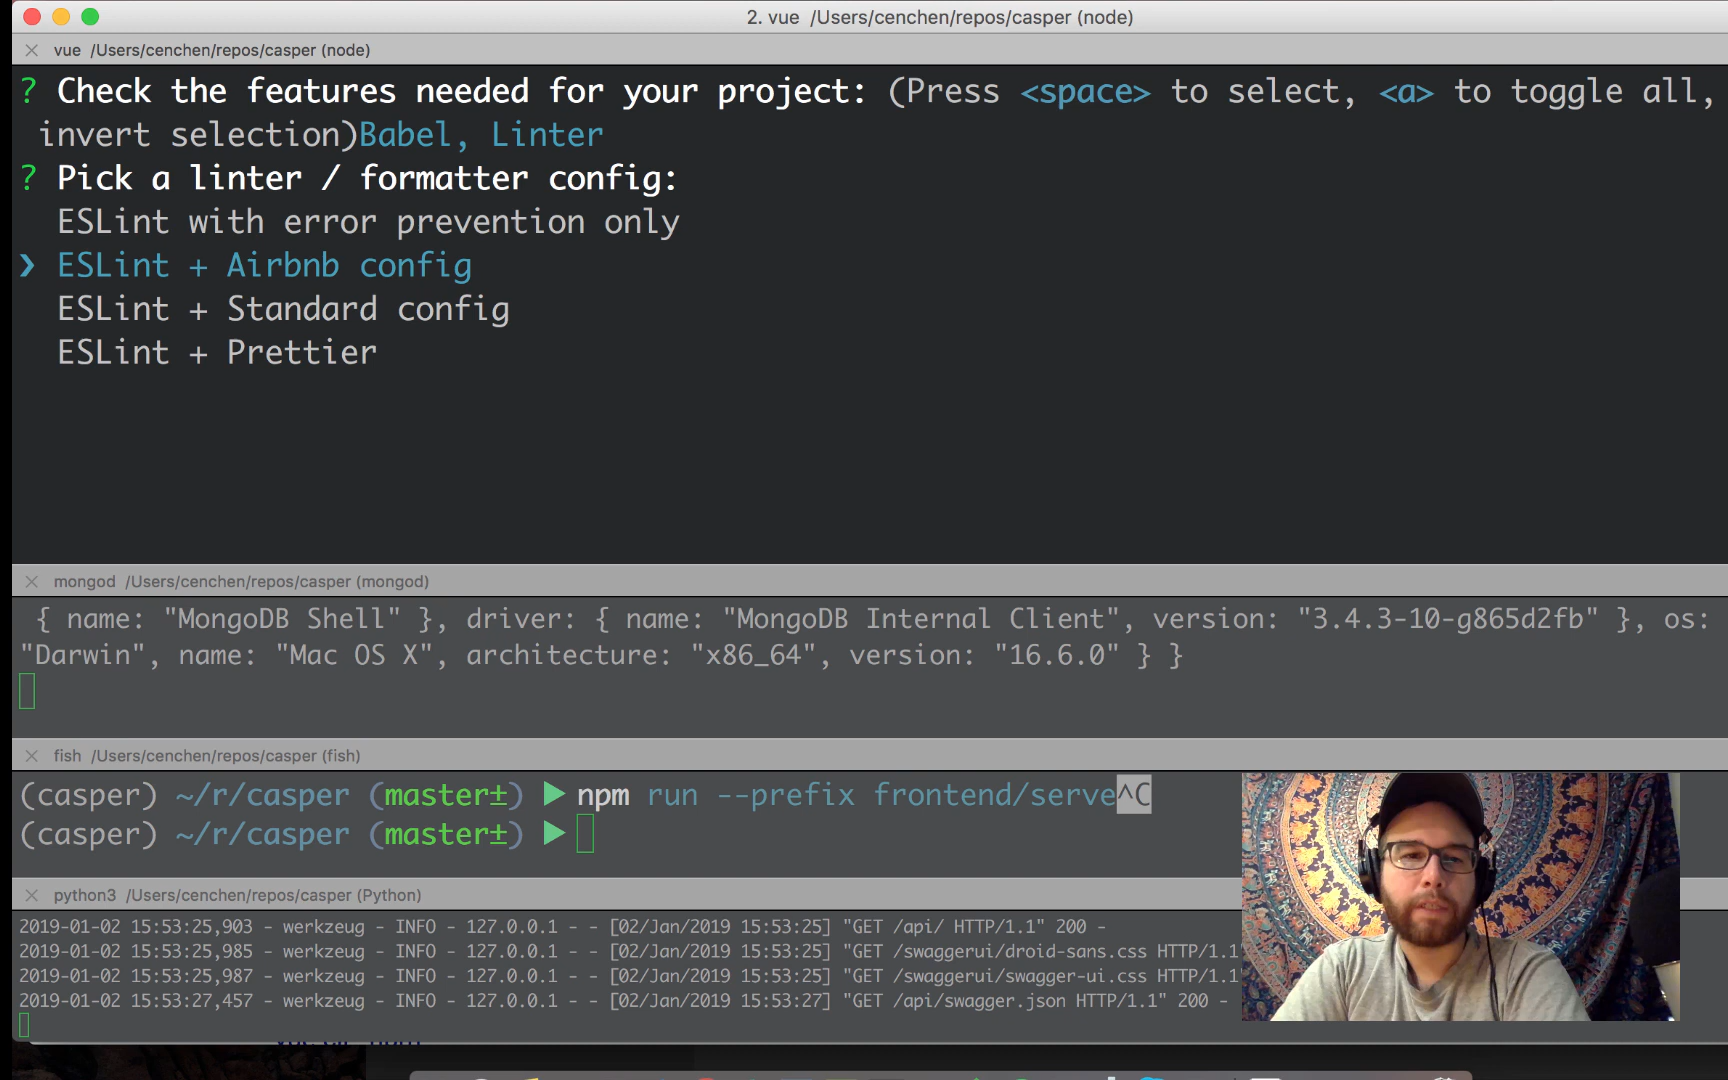 2. vue /Users/cenchen/repos/casper (node)
vue /Users/cenchen/repos/casper (node)
? Check the features needed for your project: (Press <space> to select, <a> to toggle all,
invert selection)Babel, Linter
? Pick a linter / formatter config:
ESLint with error prevention only
❯ ESLint + Airbnb config
ESLint + Standard config
ESLint + Prettier
mongod /Users/cenchen/repos/casper (mongod)
{ name: "MongoDB Shell" }, driver: { name: "MongoDB Internal Client", version: "3.4.3-10-g865d2fb" }, os:
"Darwin", name: "Mac OS X", architecture: "x86_64", version: "16.6.0" } }
fish /Users/cenchen/repos/casper (fish)
(casper) ~/r/casper (master±) ▶ npm run --prefix frontend/serve^C
(casper) ~/r/casper (master±) ▶
python3 /Users/cenchen/repos/casper (Python)
2019-01-02 15:53:25,903 - werkzeug - INFO - 127.0.0.1 - - [02/Jan/2019 15:53:25] "GET /api/ HTTP/1.1" 200 -
2019-01-02 15:53:25,985 - werkzeug - INFO - 127.0.0.1 - - [02/Jan/2019 15:53:25] "GET /swaggerui/droid-sans.css HTTP/1.1
2019-01-02 15:53:25,987 - werkzeug - INFO - 127.0.0.1 - - [02/Jan/2019 15:53:25] "GET /swaggerui/swagger-ui.css HTTP/1.1
2019-01-02 15:53:27,457 - werkzeug - INFO - 127.0.0.1 - - [02/Jan/2019 15:53:27] "GET /api/swagger.json HTTP/1.1" 200 -